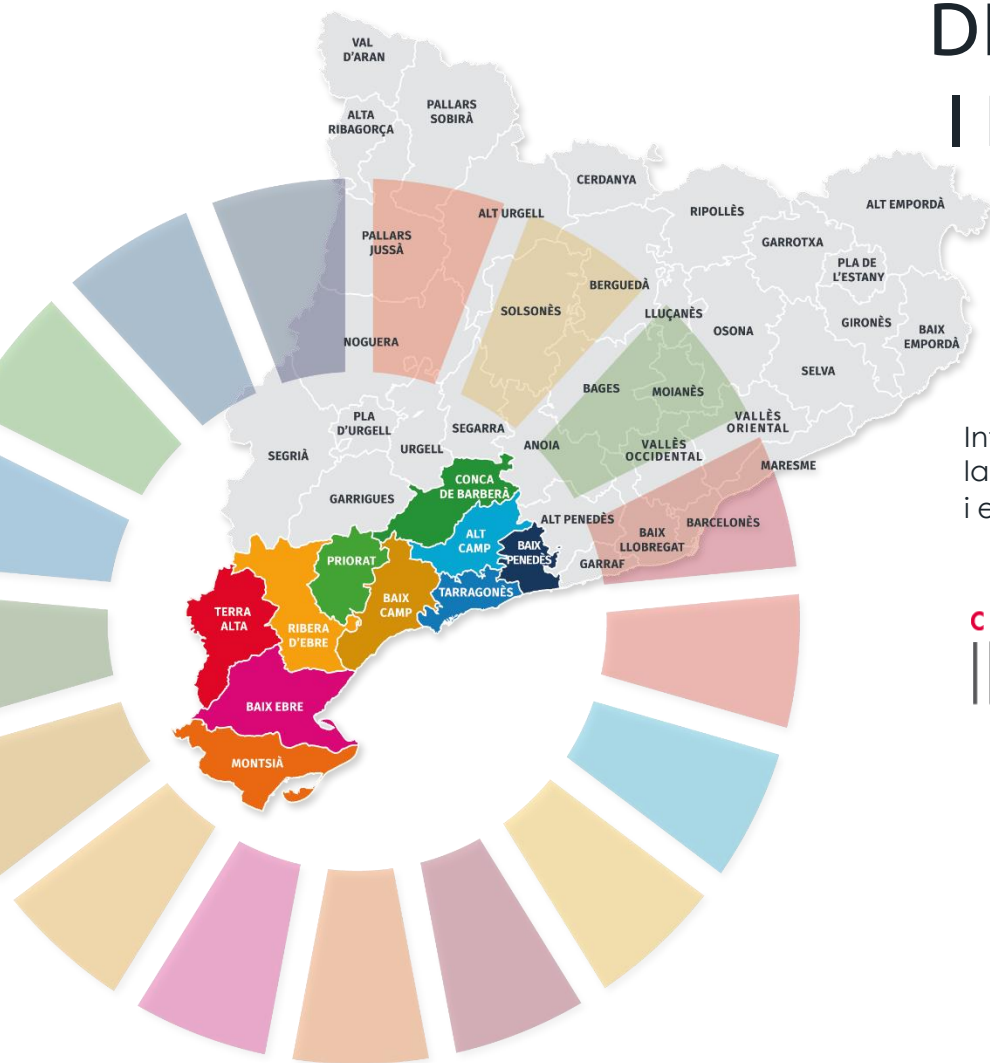 VAL
D'ARAN
ALTA
RIBAGORÇA
PALLARS
SOBIRÀ
CERDANYA
ALT URGELL
RIPOLLÈS
ALT EMPORDÀ
GARROTXA
PLA DE
L'ESTANY
PALLARS
JUSSÀ
BERGUEDÀ
SOLSONÈS
LLUÇANÈS
OSONA
GIRONÈS
BAIX
EMPORDÀ
NOGUERA
SELVA
BAGES
MOIANÈS
VALLÈS
ORIENTAL
PLA
D'URGELL
SEGARRA
URGELL
ANOIA
VALLÈS
OCCIDENTAL
SEGRIÀ
MARESME
GARRIGUES
CONCA
DE BARBERÀ
ALT PENEDÈS
BARCELONÈS
BAIX
LLOBREGAT
ALT
CAMP
BAIX
PENEDÈS
GARRAF
PRIORAT
BAIX
CAMP
TARRAGONÈS
TERRA
ALTA
RIBERA
D'EBRE
BAIX EBRE
MONTSIÀ
la
i e